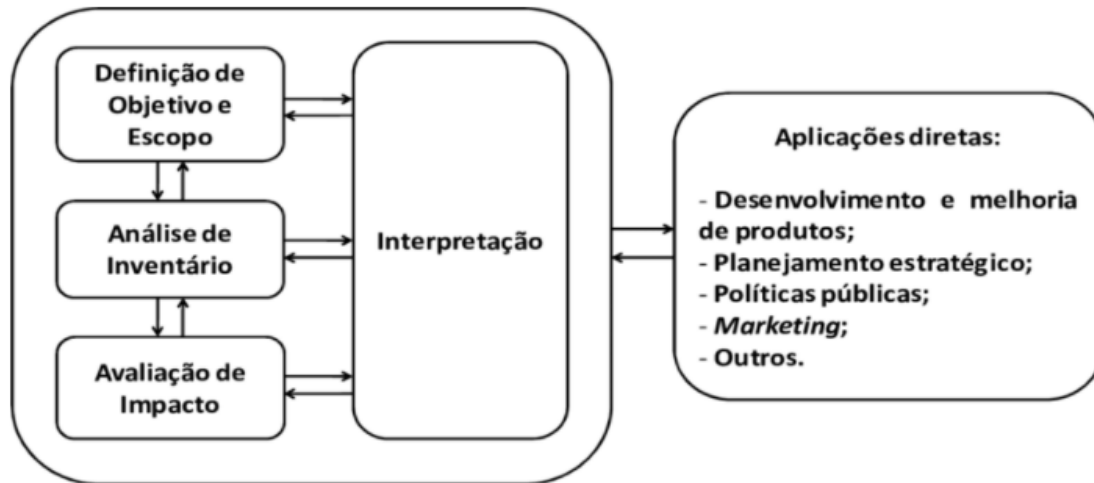 Definição de
Objetivo e
Escopo
Análise de
Inventário
Avaliação de
Impacto
Interpretação
Aplicações diretas:
- Desenvolvimento e melhoria
de produtos;
- Planejamento estratégico;
- Políticas públicas;
- Marketing;
- Outros.